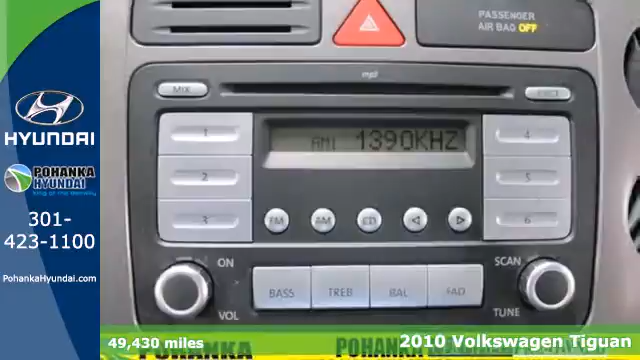 PASSENGER
AIR BAG OFF
mp3
MIX
EJECT
1
AM1 1390KHZ
4
2
5
3
FM
AM
CD
6
ON
VOL
BASS
TREB
BAL
FAD
SCAN
TUNE
HYUNDAI
POHANKA
HYUNDAI
301-
423-1100
PohankaHyundai.com
49,430 miles
2010 Volkswagen Tiguan
POHANKA